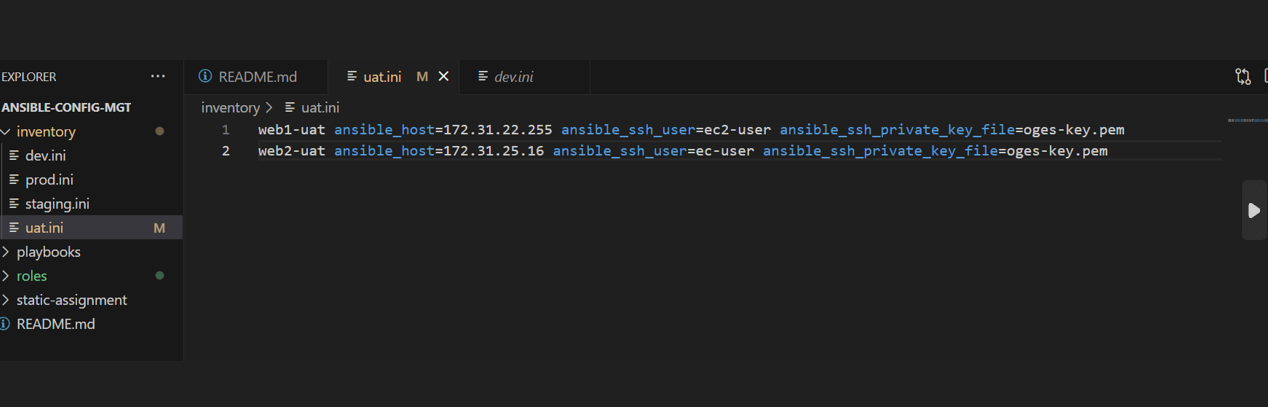 EXPLORER ...
ANSIBLE-CONFIG-MGT
inventory
dev.ini
prod.ini
staging.ini
uat.ini M
playbooks
roles
static-assignment
README.md
README.md uat.ini M dev.ini
inventory > uat.ini
1 web1-uat ansible_host=172.31.22.255 ansible_ssh_user=ec2-user ansible_ssh_private_key_file=oges-key.pem
2 web2-uat ansible_host=172.31.25.16 ansible_ssh_user=ec-user ansible_ssh_private_key_file=oges-key.pem